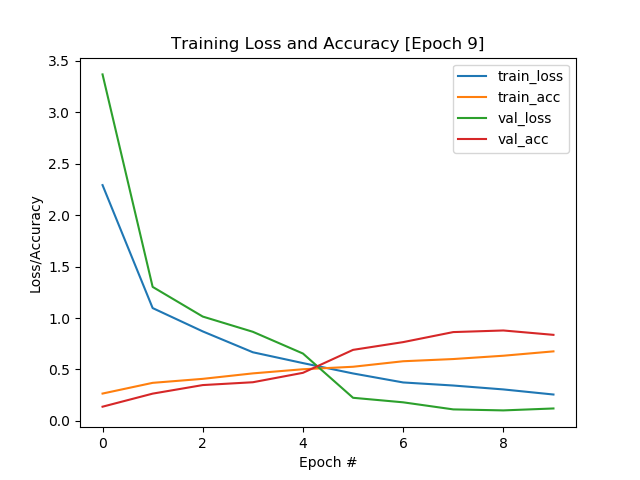 Training Loss and Accuracy [Epoch 9]
3.5
3.0
2.5
2.0
1.5
1.0
0.5
0.0
Loss/Accuracy
train_loss
train_acc
val_loss
val_acc
0 2 4 6 8
Epoch #